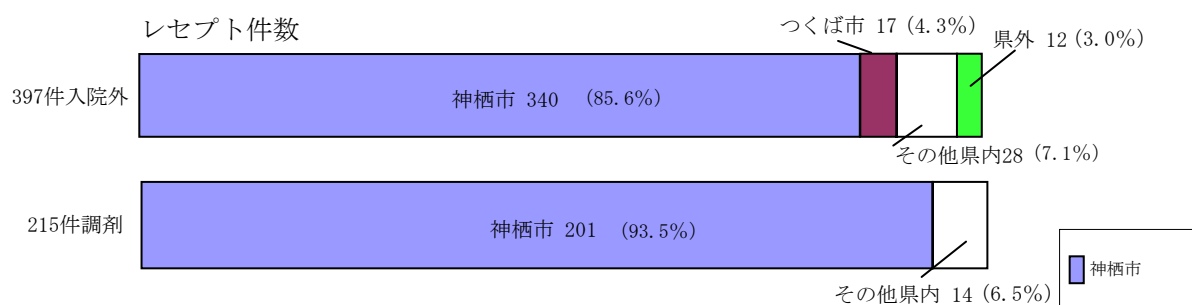 レセプト件数
つくば市 17 (4.3%)
県外 12 (3.0%)
397件入院外
神栖市 340 (85.6%)
その他県内28 (7.1%)
215件調剤
神栖市 201 (93.5%)
その他県内 14 (6.5%)
神栖市